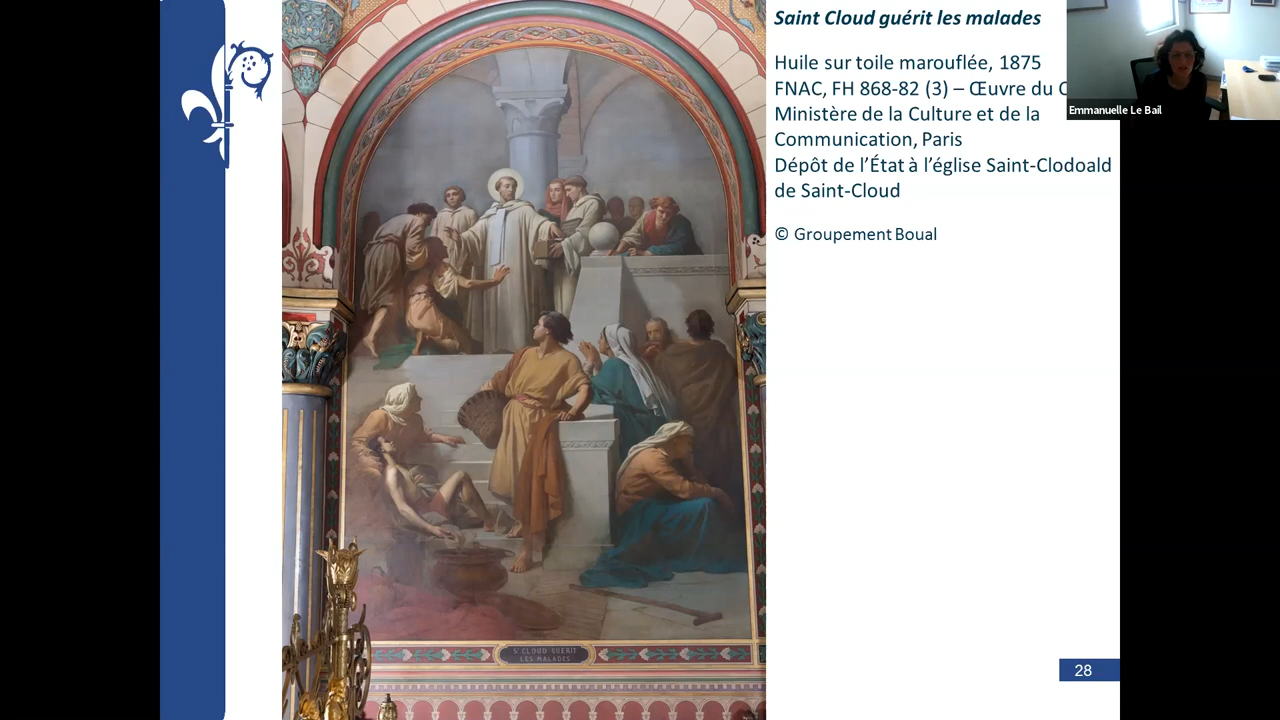 Saint Cloud guérit les malades
Huile sur toile marouflée, 1875
FNAC, FH 868-82 (3) – Œuvre du
Ministère de la Culture et de la
Communication, Paris
Dépôt de l’État à l’église Saint-Clodoald
de Saint-Cloud
© Groupement Boual
Emmanuelle Le Bail
ST CLOUD GUERIT
LES MALADES
28